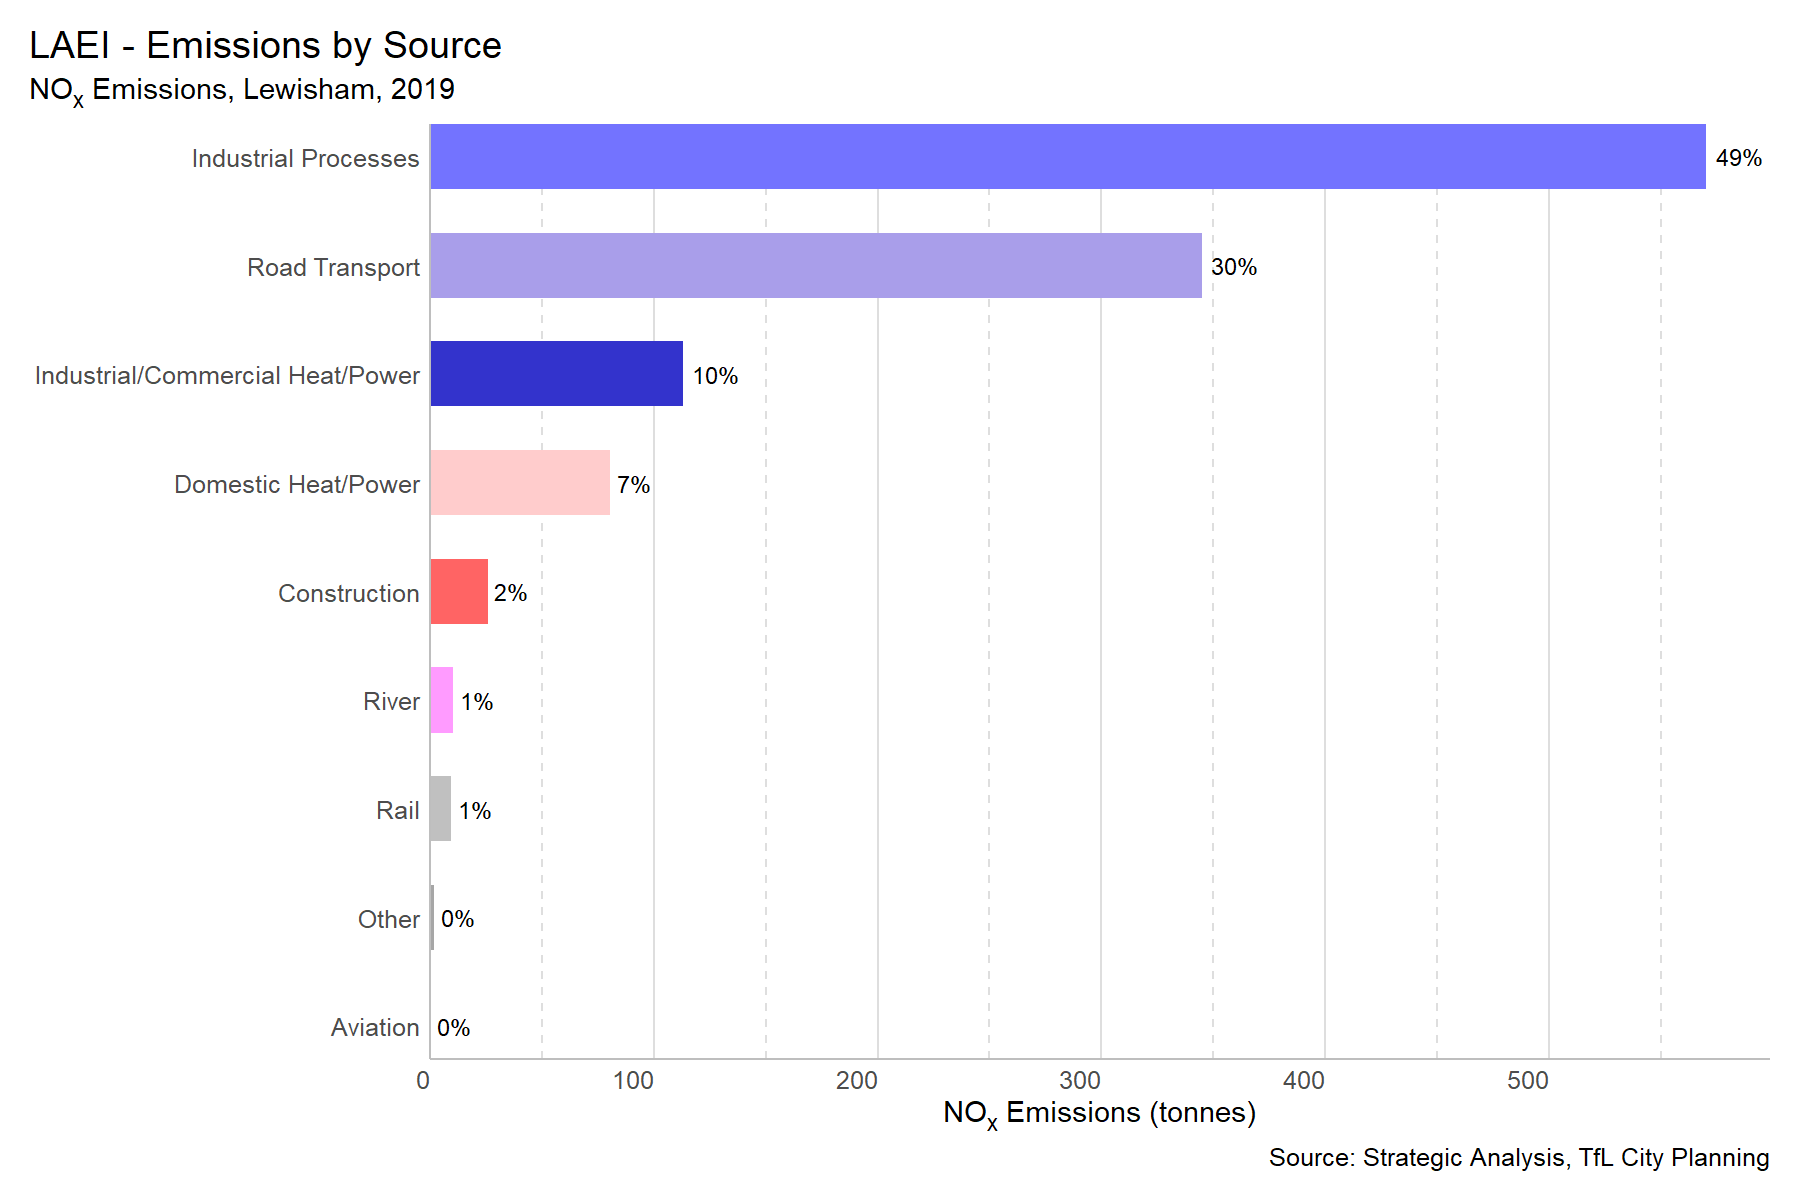 LAEI - Emissions by Source
NOx Emissions, Lewisham, 2019
Industrial Processes 49%
Road Transport 30%
Industrial/Commercial Heat/Power 10%
Domestic Heat/Power 7%
Construction 2%
River 1%
Rail 1%
Other 0%
Aviation 0%
0 100 200 300 400 500
NOx Emissions (tonnes)
Source: Strategic Analysis, TfL City Planning